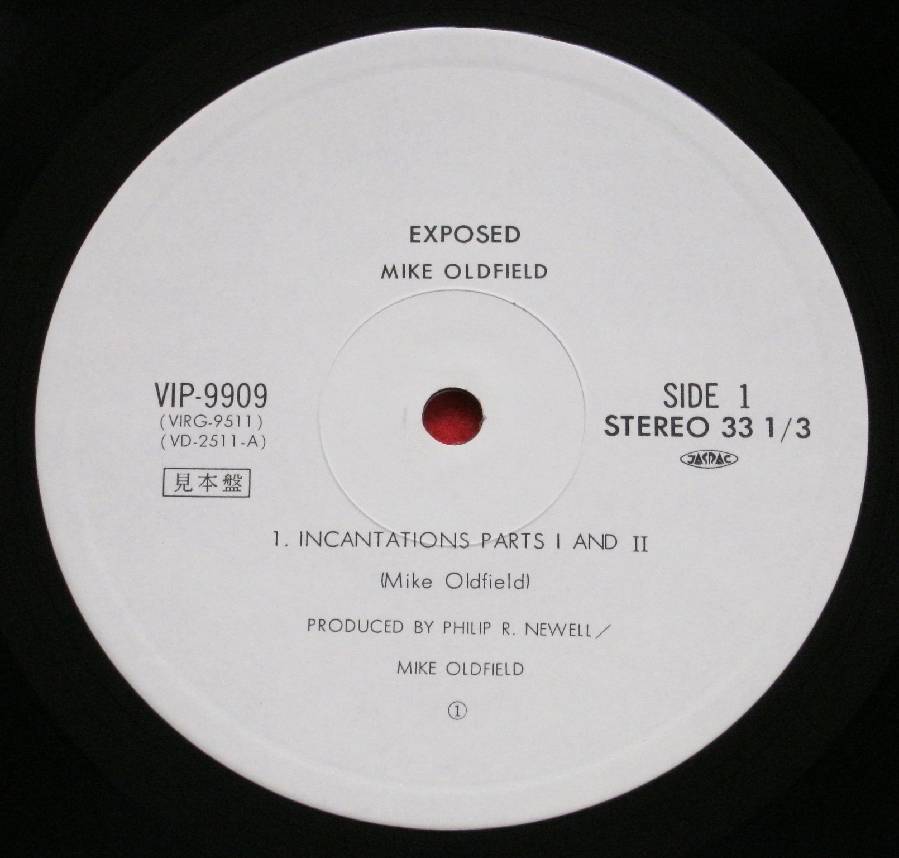 EXPOSED
MIKE OLDFIELD
VIP-9909
(VIRG-9511)
(VD-2511-A)
見本盤
SIDE 1
STEREO 33 1/3
JASRAC
1. INCANTATIONS PARTS I AND II
(Mike Oldfield)
PRODUCED BY PHILIP R. NEWELL/
MIKE OLDFIELD
①